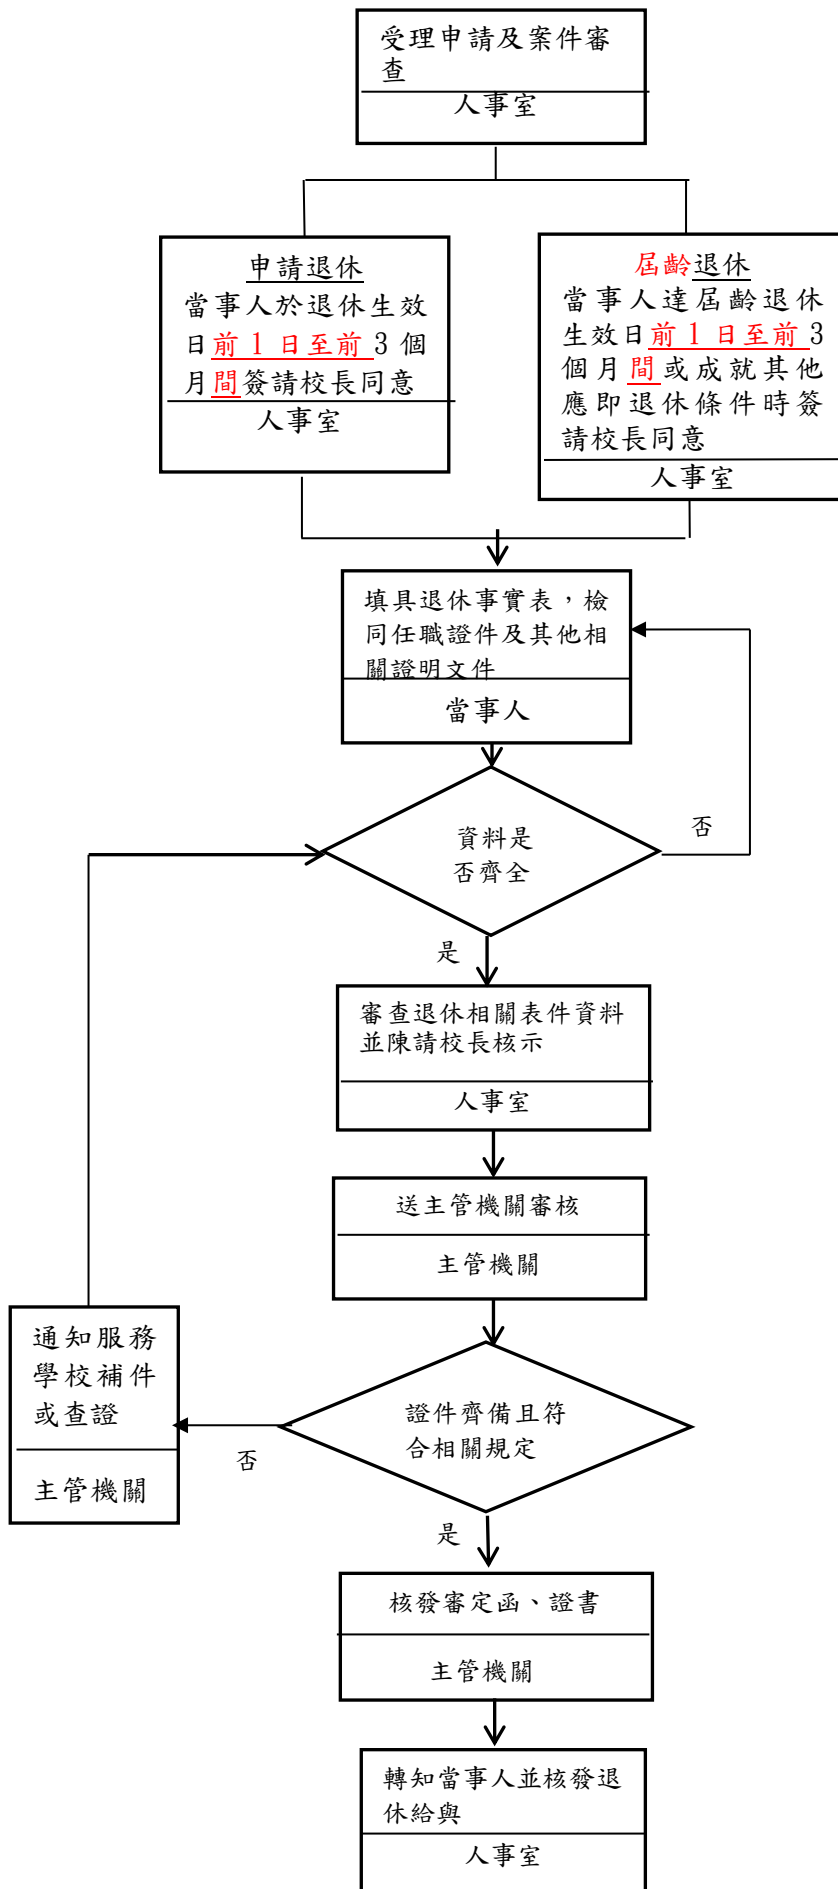 受理申請及案件審
查
人事室
申請退休
當事人於退休生效
日前 1 日至前 3 個
月間簽請校長同意
人事室
屆齡退休
當事人達屆齡退休
生效日前 1 日至前 3
個月間或成就其他
應即退休條件時簽
請校長同意
人事室
填具退休事實表，檢
同任職證件及其他相
關證明文件
當事人
資料是
否齊全
否
是
審查退休相關表件資料
並陳請校長核示
人事室
送主管機關審核
主管機關
通知服務
學校補件
或查證
主管機關
證件齊備且符
合相關規定
否
是
核發審定函、證書
主管機關
轉知當事人並核發退
休給與
人事室